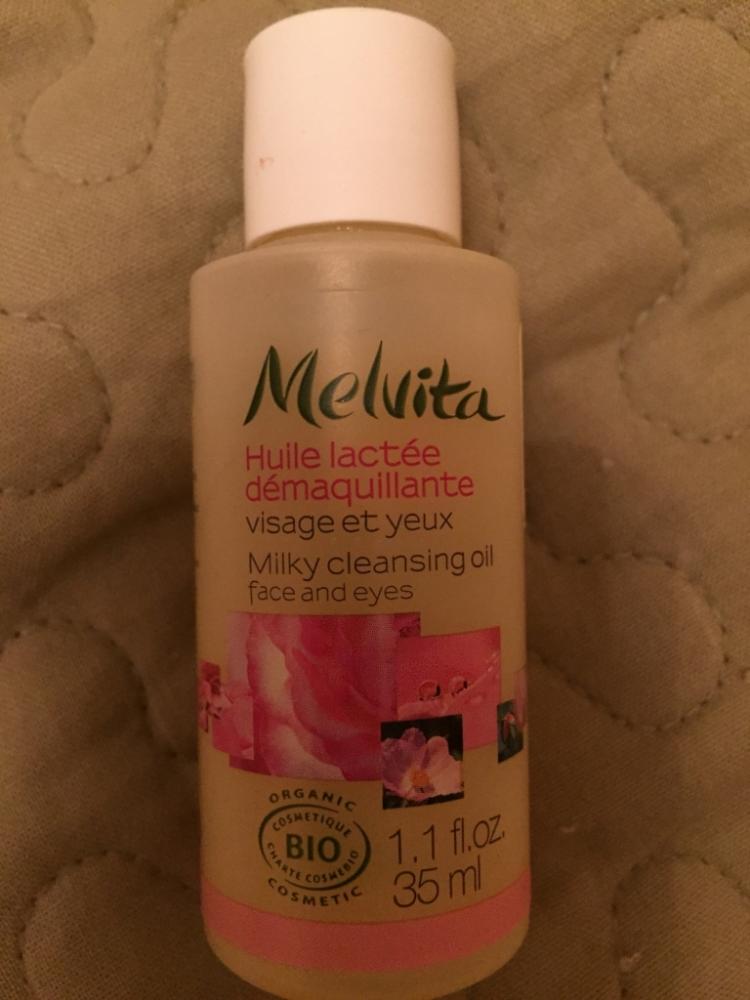 Melvita
Huile lactée
démaquillante
visage et yeux
Milky cleansing oil
face and eyes
ORGANIC
COSMETIQUE
BIO
CHARTE COSMEBIO
COSMETIC
1.1 fl.oz.
35 ml